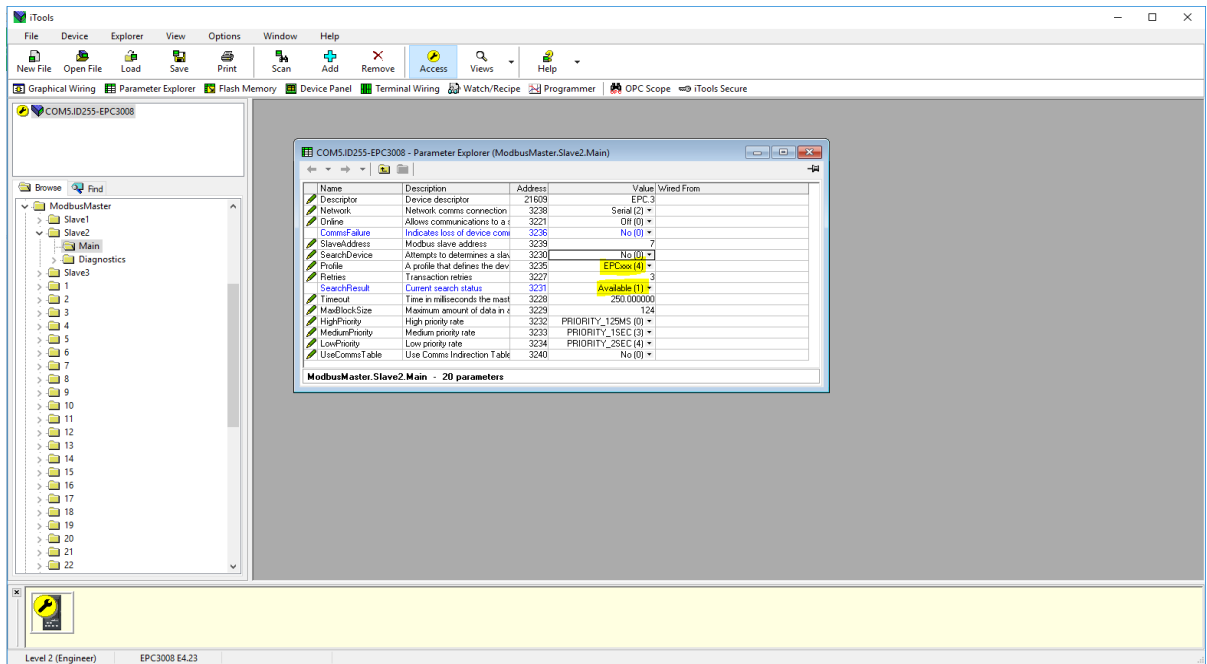 iTools
File Device Explorer View Options Window Help
New File Open File Load Save Print Scan Add Remove Access Views Help
Graphical Wiring Parameter Explorer Flash Memory Device Panel Terminal Wiring Watch/Recipe Programmer OPC Scope iTools Secure
COM5.ID255-EPC3008
Browse Find
ModbusMaster
Slave1
Slave2
Main
Diagnostics
Slave3
1
2
3
4
5
6
7
8
9
10
11
12
13
14
15
16
17
18
19
20
21
22
COM5.ID255-EPC3008 - Parameter Explorer (ModbusMaster.Slave2.Main)
Name Description Address Value Wired From
Descriptor Device descriptor 21609 EPC.3
Network Network comms connection 3238 Serial (2)
Online Allows communications to a s 3221 Off (0)
CommsFailure Indicates loss of device com 3236 No (0)
SlaveAddress Modbus slave address 3239 7
SearchDevice Attempts to determines a slav 3230 No (0)
Profile A profile that defines the dev 3235 EPCxxx (4)
Retries Transaction retries 3227 3
SearchResult Current search status 3231 Available (1)
Timeout Time in milliseconds the mast 3228 250.000000
MaxBlockSize Maximum amount of data in a 3229 124
HighPriority High priority rate 3232 PRIORITY_125MS (0)
MediumPriority Medium priority rate 3233 PRIORITY_1SEC (3)
LowPriority Low priority rate 3234 PRIORITY_2SEC (4)
UseCommsTable Use Comms Indirection Table 3240 No (0)
ModbusMaster.Slave2.Main - 20 parameters
Level 2 (Engineer) EPC3008 E4.23